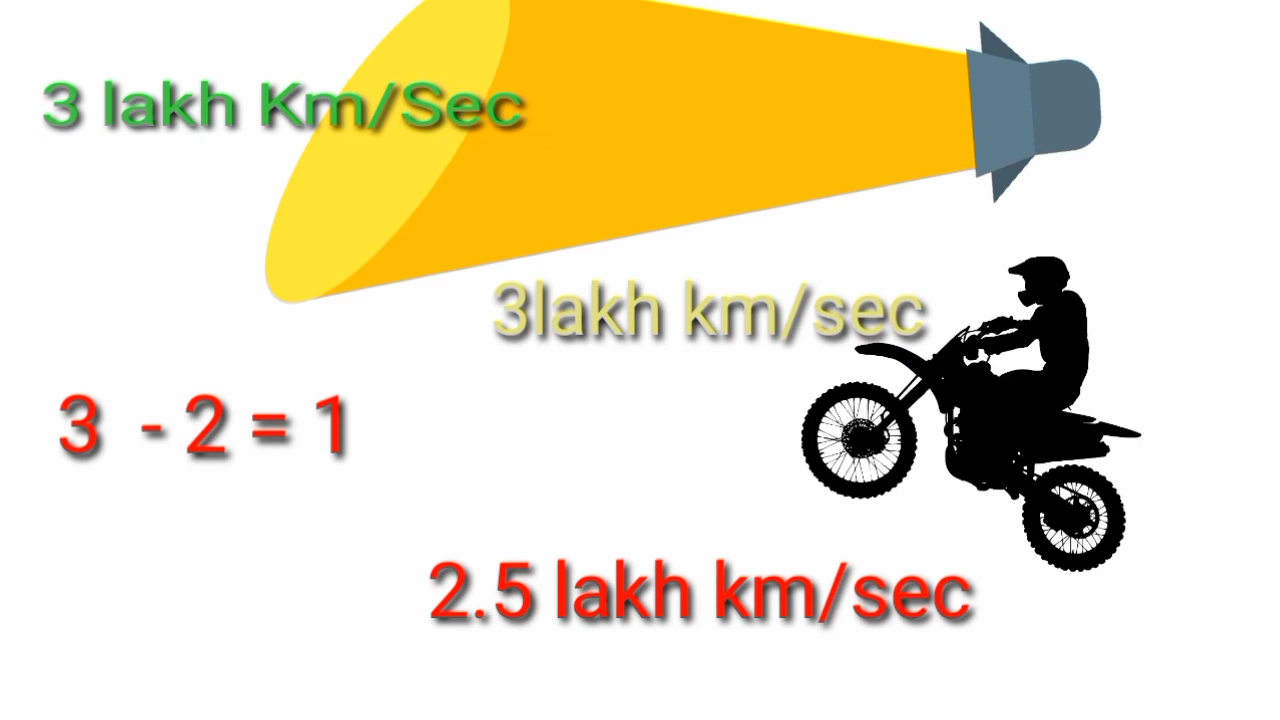 3 lakh Km/Sec
3lakh km/sec
3 - 2 = 1
2.5 lakh km/sec